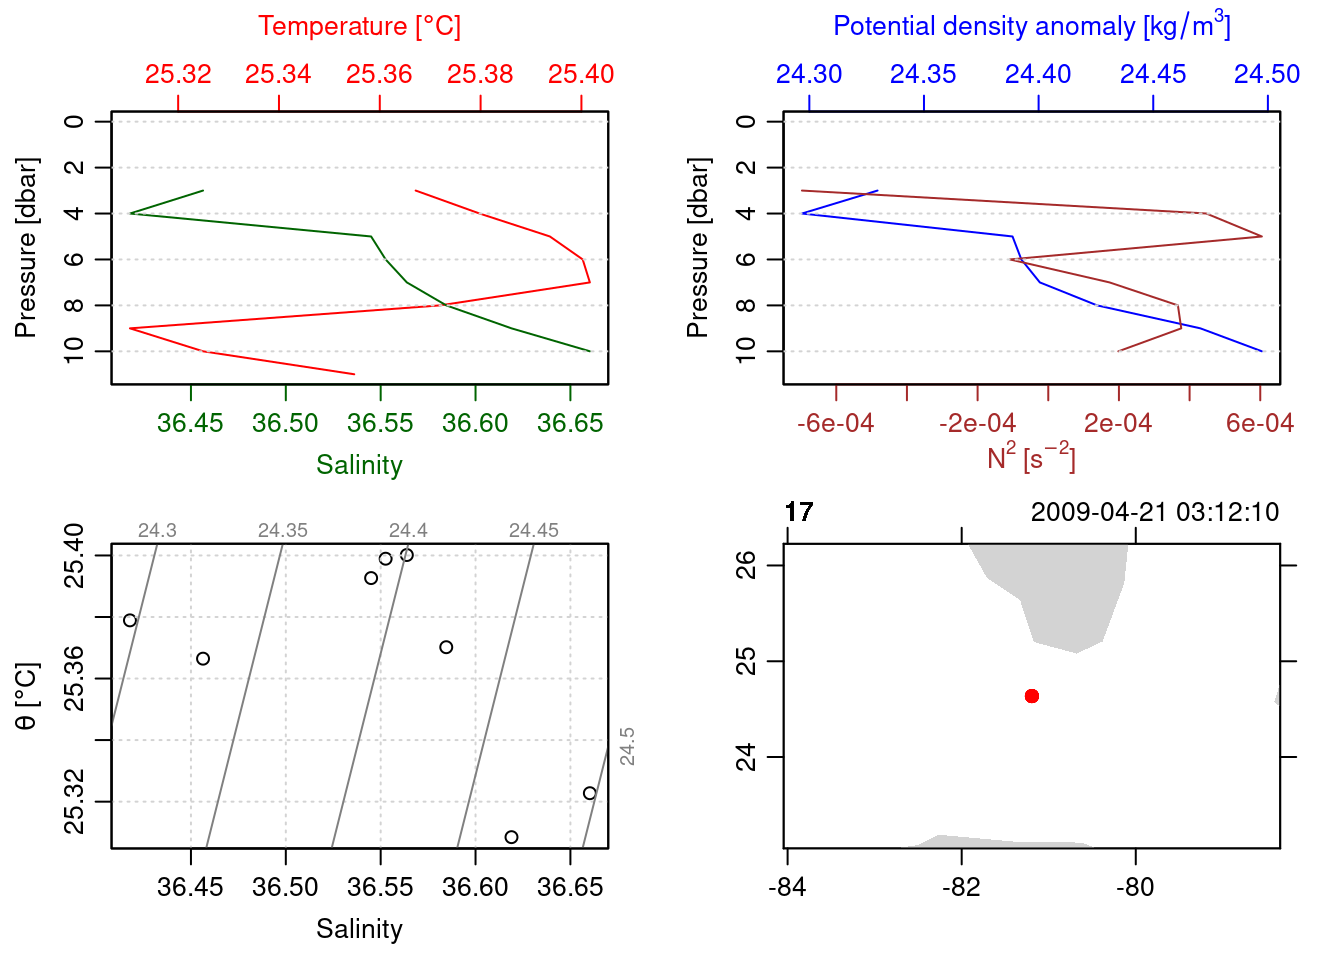 Temperature [°C]
25.32 25.34 25.36 25.38 25.40
0
2
4
6
8
10
Pressure [dbar]
36.45 36.50 36.55 36.60 36.65
Salinity
Potential density anomaly [kg/m³]
24.30 24.35 24.40 24.45 24.50
0
2
4
6
8
10
Pressure [dbar]
-6e-04 -2e-04 2e-04 6e-04
N² [s⁻²]
24.3 24.35 24.4 24.45
24.5
25.40
25.36
25.32
θ [°C]
36.45 36.50 36.55 36.60 36.65
Salinity
17 2009-04-21 03:12:10
26
25
24
-84 -82 -80